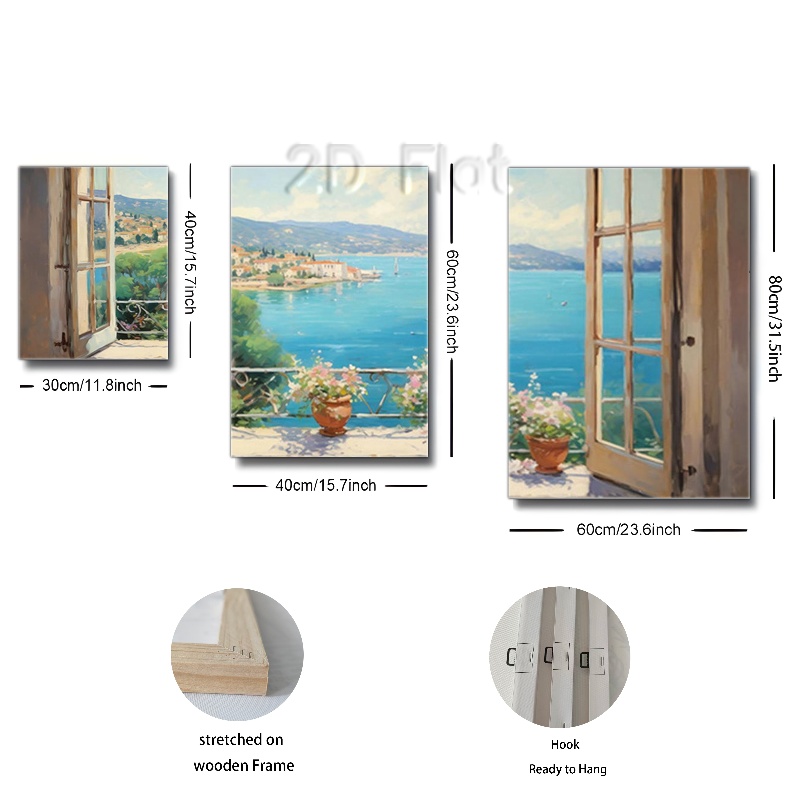 2D Flat
40cm/15.7inch
30cm/11.8inch
60cm/23.6inch
40cm/15.7inch
80cm/31.5inch
60cm/23.6inch
stretched on
wooden Frame
Hook
Ready to Hang